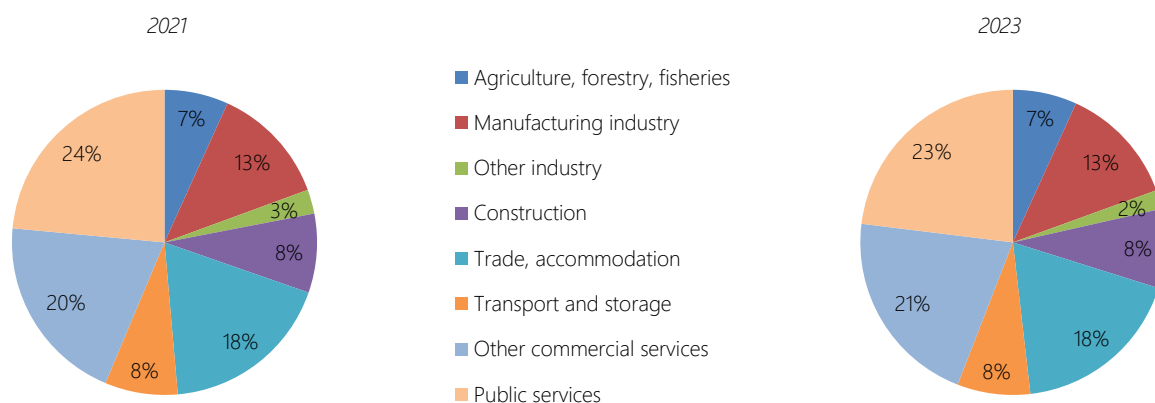 2021
2023
Agriculture, forestry, fisheries
Manufacturing industry
Other industry
Construction
Trade, accommodation
Transport and storage
Other commercial services
Public services
7%
13%
3%
8%
18%
8%
20%
24%
7%
13%
2%
8%
18%
8%
21%
23%